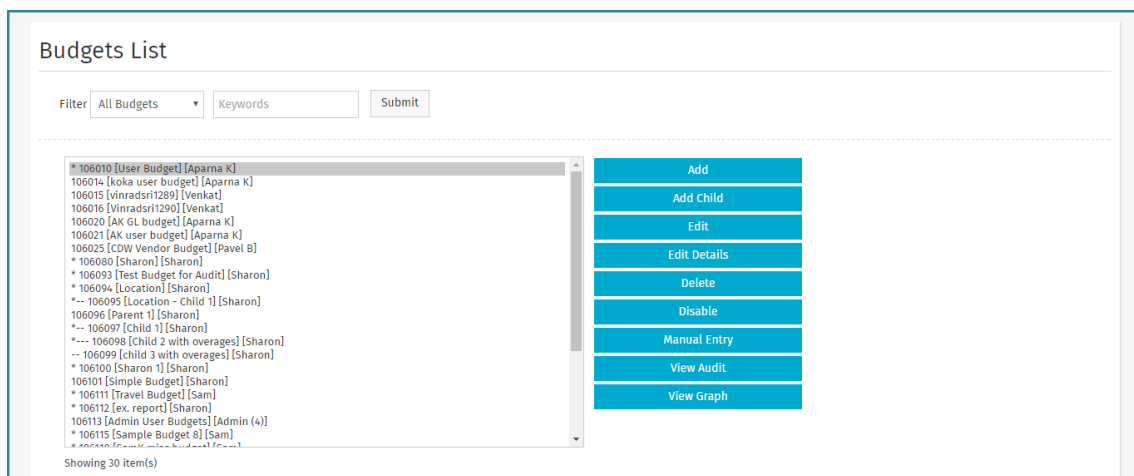 Budgets List
Filter All Budgets Keywords Submit
* 106010 [User Budget] [Aparna K]
106014 [koka user budget] [Aparna K]
106015 [vinradsri1289] [Venkat]
106016 [Vinradsri1290] [Venkat]
106020 [AK GL budget] [Aparna K]
106021 [AK user budget] [Aparna K]
106025 [CDW Vendor Budget] [Pavel B]
* 106080 [Sharon] [Sharon]
* 106093 [Test Budget for Audit] [Sharon]
* 106094 [Location] [Sharon]
*-- 106095 [Location - Child 1] [Sharon]
106096 [Parent 1] [Sharon]
*-- 106097 [Child 1] [Sharon]
*--- 106098 [Child 2 with overages] [Sharon]
-- 106099 [child 3 with overages] [Sharon]
* 106100 [Sharon 1] [Sharon]
106101 [Simple Budget] [Sharon]
* 106111 [Travel Budget] [Sam]
* 106112 [ex. report] [Sharon]
106113 [Admin User Budgets] [Admin (4)]
* 106115 [Sample Budget 8] [Sam]
Showing 30 item(s)
Add
Add Child
Edit
Edit Details
Delete
Disable
Manual Entry
View Audit
View Graph